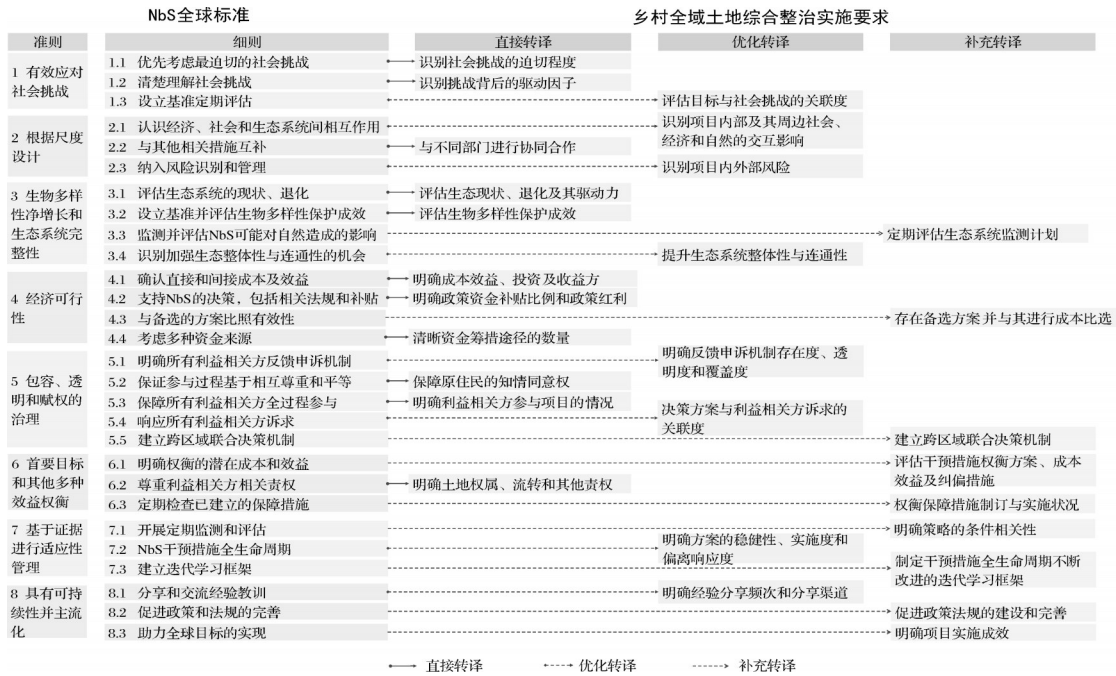 NbS全球标准
乡村全域土地综合整治实施要求
准则 细则 直接转译 优化转译 补充转译
1 有效应对
社会挑战
1.1 优先考虑最迫切的社会挑战 识别社会挑战的迫切程度
1.2 清楚理解社会挑战 识别挑战背后的驱动因子
1.3 设立基准定期评估 评估目标与社会挑战的关联度
2 根据尺度
设计
2.1 认识经济、社会和生态系统间相互作用
识别项目内部及其周边社会、
经济和自然的交互影响
2.2 与其他相关措施互补 与不同部门进行协同合作
2.3 纳入风险识别和管理 识别项目内外部风险
3 生物多样
性净增长和
生态系统完
整性
3.1 评估生态系统的现状、退化 评估生态现状、退化及其驱动力
3.2 设立基准并评估生物多样性保护成效 评估生物多样性保护成效
3.3 监测并评估NbS可能对自然造成的影响 定期评估生态系统监测计划
3.4 识别加强生态整体性与连通性的机会 提升生态系统整体性与连通性
4 经济可行
性
4.1 确认直接和间接成本及效益 明确成本效益、投资及收益方
4.2 支持NbS的决策，包括相关法规和补贴 明确政策资金补贴比例和政策红利
4.3 与备选的方案比照有效性 存在备选方案并与其进行成本比选
4.4 考虑多种资金来源 清晰资金筹措途径的数量
5 包容、透
明和赋权的
治理
5.1 明确所有利益相关方反馈申诉机制
明确反馈申诉机制存在度、透
明度和覆盖度
5.2 保证参与过程基于相互尊重和平等 保障原住民的知情同意权
5.3 保障所有利益相关方全过程参与 明确利益相关方参与项目的情况
5.4 响应所有利益相关方诉求
决策方案与利益相关方诉求的
关联度
5.5 建立跨区域联合决策机制 建立跨区域联合决策机制
6 首要目标
和其他多种
效益权衡
6.1 明确权衡的潜在成本和效益
评估干预措施权衡方案、成本
效益及纠偏措施
6.2 尊重利益相关方相关责权 明确土地权属、流转和其他责权
6.3 定期检查已建立的保障措施 权衡保障措施制订与实施状况
7 基于证据
进行适应性
管理
7.1 开展定期监测和评估 明确策略的条件相关性
7.2 NbS干预措施全生命周期
明确方案的稳健性、实施度和
偏离响应度
7.3 建立迭代学习框架
制定干预措施全生命周期不断
改进的迭代学习框架
8 具有可持
续性并主流
化
8.1 分享和交流经验教训 明确经验分享频次和分享渠道
8.2 促进政策和法规的完善 促进政策法规的建设和完善
8.3 助力全球目标的实现 明确项目实施成效
直接转译 优化转译 补充转译